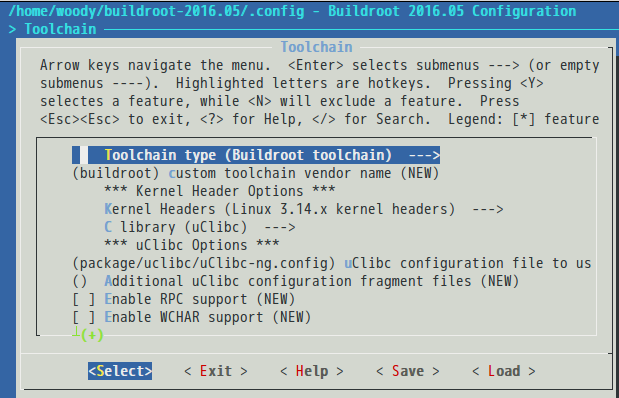 /home/woody/buildroot-2016.05/.config - Buildroot 2016.05 Configuration
> Toolchain
Toolchain
Arrow keys navigate the menu. <Enter> selects submenus ---> (or empty
submenus ----). Highlighted letters are hotkeys. Pressing <Y>
selectes a feature, while <N> will exclude a feature. Press
<Esc><Esc> to exit, <?> for Help, </> for Search. Legend: [*] feature
Toolchain type (Buildroot toolchain) --->
(buildroot) custom toolchain vendor name (NEW)
*** Kernel Header Options ***
Kernel Headers (Linux 3.14.x kernel headers) --->
C library (uClibc) --->
*** uClibc Options ***
(package/uclibc/uClibc-ng.config) uClibc configuration file to us
() Additional uClibc configuration fragment files (NEW)
[ ] Enable RPC support (NEW)
[ ] Enable WCHAR support (NEW)
(+)
<Select> < Exit > < Help > < Save > < Load >